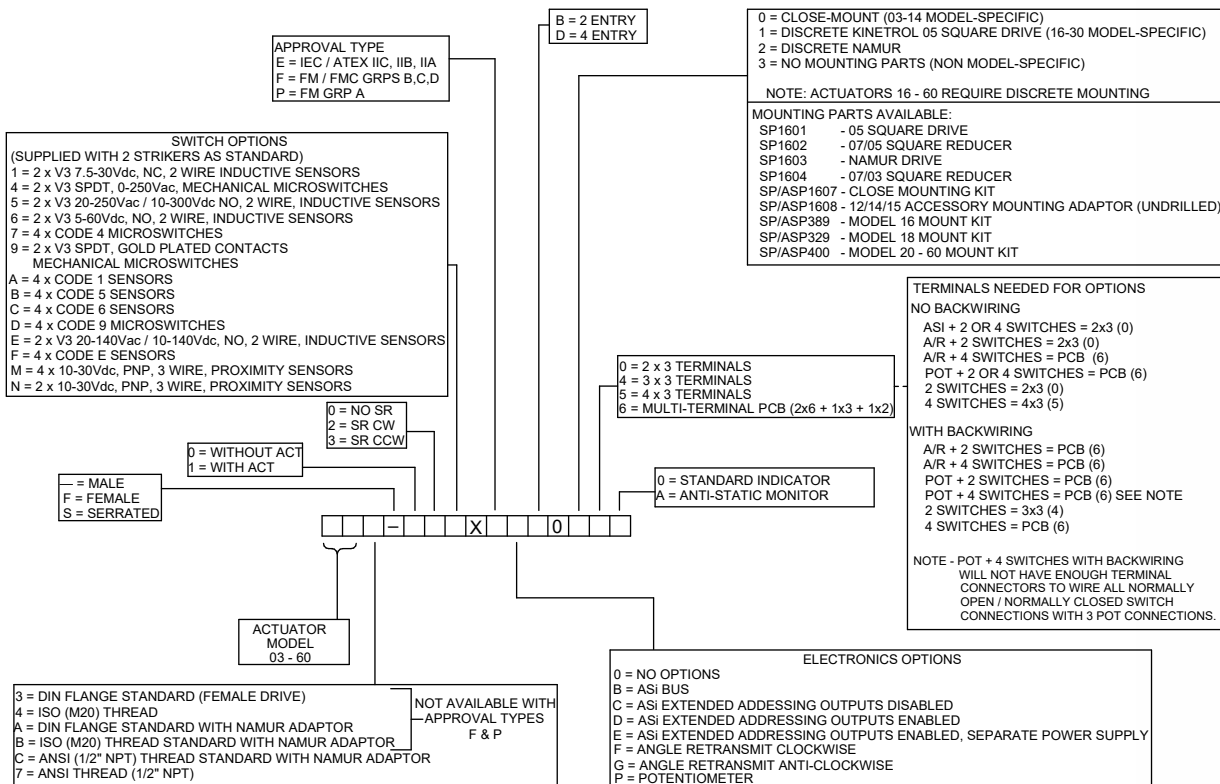 B = 2 ENTRY
D = 4 ENTRY
0 = CLOSE-MOUNT (03-14 MODEL-SPECIFIC)
1 = DISCRETE KINETROL 05 SQUARE DRIVE (16-30 MODEL-SPECIFIC)
2 = DISCRETE NAMUR
3 = NO MOUNTING PARTS (NON MODEL-SPECIFIC)
NOTE: ACTUATORS 16 - 60 REQUIRE DISCRETE MOUNTING
MOUNTING PARTS AVAILABLE:
SP1601 - 05 SQUARE DRIVE
SP1602 - 07/05 SQUARE REDUCER
SP1603 - NAMUR DRIVE
SP1604 - 07/03 SQUARE REDUCER
SP/ASP1607 - CLOSE MOUNTING KIT
SP/ASP1608 - 12/14/15 ACCESSORY MOUNTING ADAPTOR (UNDRILLED)
SP/ASP389 - MODEL 16 MOUNT KIT
SP/ASP329 - MODEL 18 MOUNT KIT
SP/ASP400 - MODEL 20 - 60 MOUNT KIT
APPROVAL TYPE
E = IEC / ATEX IIC, IIB, IIA
F = FM / FMC GRPS B,C,D
P = FM GRP A
SWITCH OPTIONS
(SUPPLIED WITH 2 STRIKERS AS STANDARD)
1 = 2 x V3 7.5-30Vdc, NC, 2 WIRE INDUCTIVE SENSORS
4 = 2 x V3 SPDT, 0-250Vac, MECHANICAL MICROSWITCHES
5 = 2 x V3 20-250Vac / 10-300Vdc NO, 2 WIRE, INDUCTIVE SENSORS
6 = 2 x V3 5-60Vdc, NO, 2 WIRE, INDUCTIVE SENSORS
7 = 4 x CODE 4 MICROSWITCHES
9 = 2 x V3 SPDT, GOLD PLATED CONTACTS
MECHANICAL MICROSWITCHES
A = 4 x CODE 1 SENSORS
B = 4 x CODE 5 SENSORS
C = 4 x CODE 6 SENSORS
D = 4 x CODE 9 MICROSWITCHES
E = 2 x V3 20-140Vac / 10-140Vdc, NO, 2 WIRE, INDUCTIVE SENSORS
F = 4 x CODE E SENSORS
M = 4 x 10-30Vdc, PNP, 3 WIRE, PROXIMITY SENSORS
N = 2 x 10-30Vdc, PNP, 3 WIRE, PROXIMITY SENSORS
TERMINALS NEEDED FOR OPTIONS
NO BACKWIRING
ASI + 2 OR 4 SWITCHES = 2x3 (0)
A/R + 2 SWITCHES = 2x3 (0)
A/R + 4 SWITCHES = PCB (6)
POT + 2 OR 4 SWITCHES = PCB (6)
2 SWITCHES = 2x3 (0)
4 SWITCHES = 4x3 (5)
WITH BACKWIRING
A/R + 2 SWITCHES = PCB (6)
A/R + 4 SWITCHES = PCB (6)
POT + 2 SWITCHES = PCB (6)
POT + 4 SWITCHES = PCB (6) SEE NOTE
2 SWITCHES = 3x3 (4)
4 SWITCHES = PCB (6)
NOTE - POT + 4 SWITCHES WITH BACKWIRING
WILL NOT HAVE ENOUGH TERMINAL
CONNECTORS TO WIRE ALL NORMALLY
OPEN / NORMALLY CLOSED SWITCH
CONNECTIONS WITH 3 POT CONNECTIONS.
0 = 2 x 3 TERMINALS
4 = 3 x 3 TERMINALS
5 = 4 x 3 TERMINALS
6 = MULTI-TERMINAL PCB (2x6 + 1x3 + 1x2)
0 = NO SR
2 = SR CW
3 = SR CCW
0 = WITHOUT ACT
1 = WITH ACT
— = MALE
F = FEMALE
S = SERRATED
0 = STANDARD INDICATOR
A = ANTI-STATIC MONITOR
– X 0
ACTUATOR
MODEL
03 - 60
3 = DIN FLANGE STANDARD (FEMALE DRIVE)
4 = ISO (M20) THREAD
A = DIN FLANGE STANDARD WITH NAMUR ADAPTOR
B = ISO (M20) THREAD STANDARD WITH NAMUR ADAPTOR
C = ANSI (1/2" NPT) THREAD STANDARD WITH NAMUR ADAPTOR
7 = ANSI THREAD (1/2" NPT)
NOT AVAILABLE WITH
APPROVAL TYPES
F & P
ELECTRONICS OPTIONS
0 = NO OPTIONS
B = ASi BUS
C = ASi EXTENDED ADDESSING OUTPUTS DISABLED
D = ASi EXTENDED ADDRESSING OUTPUTS ENABLED
E = ASi EXTENDED ADDRESSING OUTPUTS ENABLED, SEPARATE POWER SUPPLY
F = ANGLE RETRANSMIT CLOCKWISE
G = ANGLE RETRANSMIT ANTI-CLOCKWISE
P = POTENTIOMETER